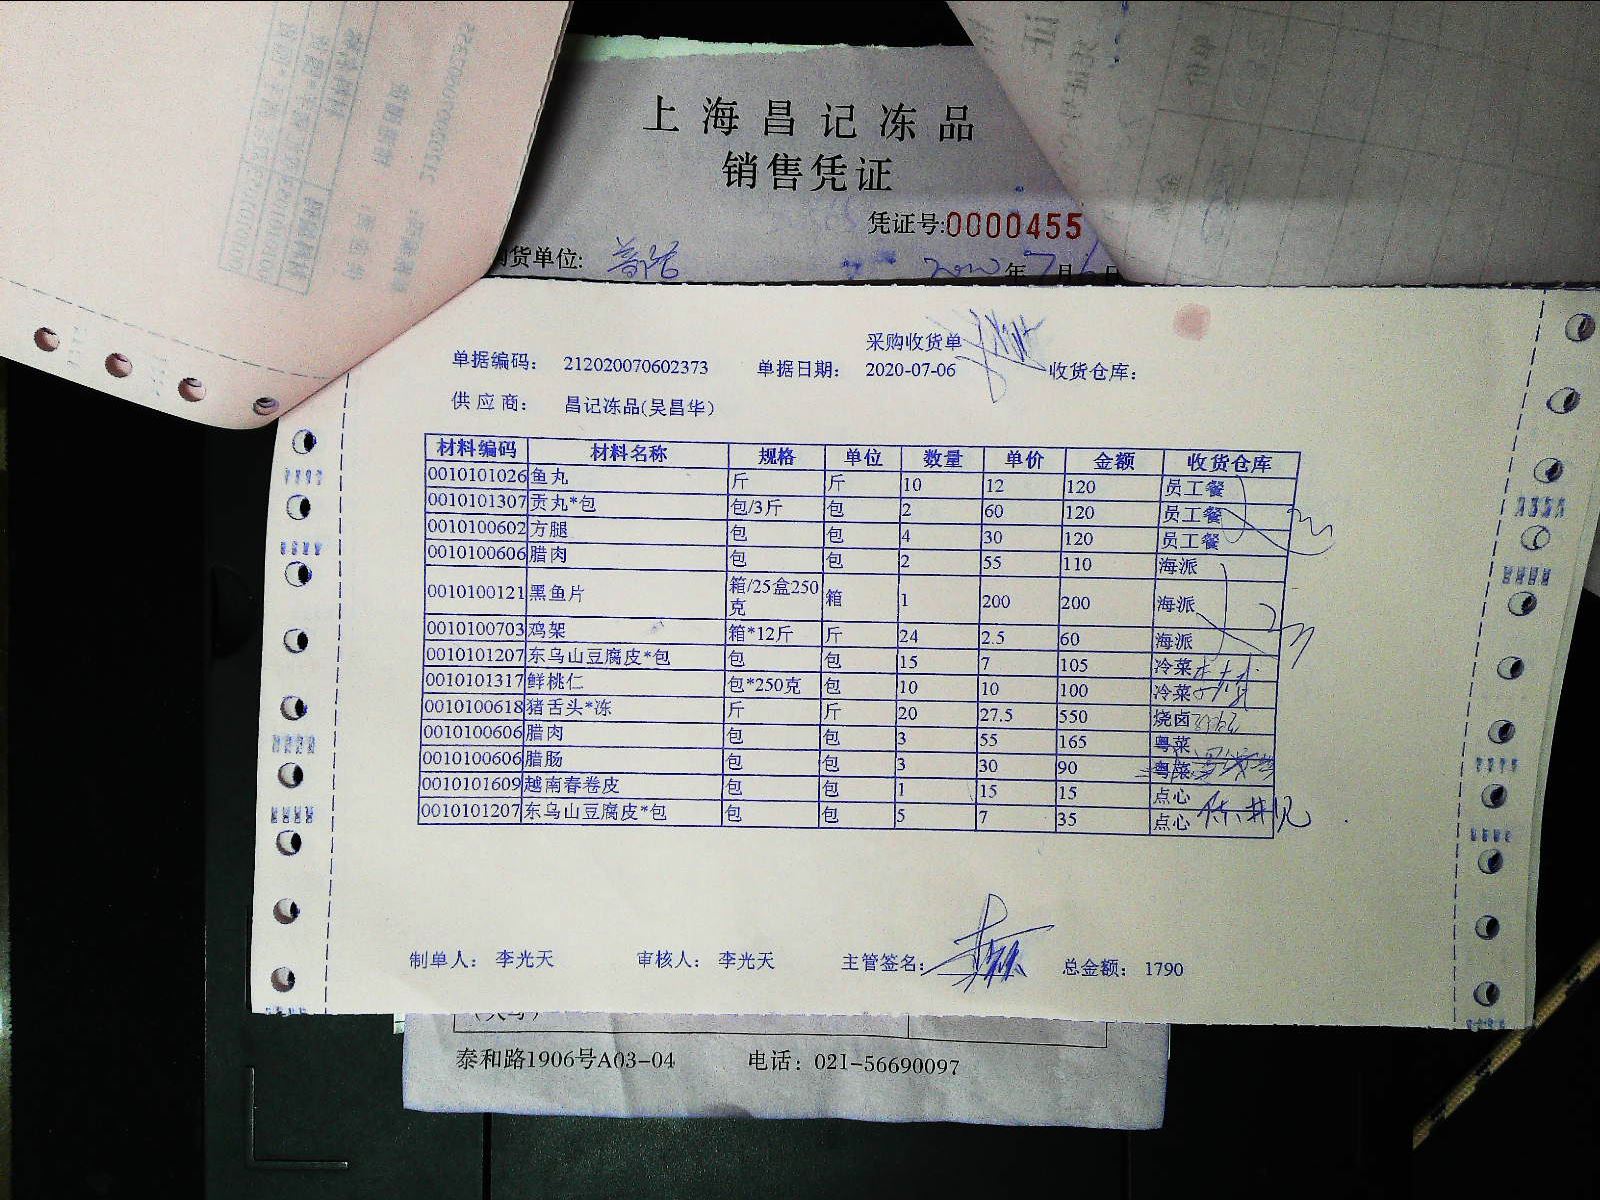 上海昌记冻品
销售凭证
凭证号:0000455
货单位:
2020年7月6日
采购收货单
单据编码: 212020070602373 单据日期: 2020-07-06 收货仓库:
供应商: 昌记冻品(吴昌华)
材料编码 材料名称 规格 单位 数量 单价 金额 收货仓库
0010101026 鱼丸 斤 斤 10 12 120 员工餐
0010101307 贡丸*包 包/3斤 包 2 60 120 员工餐
0010100602 方腿 包 包 4 30 120 员工餐
0010100606 腊肉 包 包 2 55 110 海派
0010100121 黑鱼片 箱/25盒250克 箱 1 200 200 海派
0010100703 鸡架 箱*12斤 斤 24 2.5 60 海派
0010101207 东乌山豆腐皮*包 包 包 15 7 105 冷菜
0010101317 鲜桃仁 包*250克 包 10 10 100 冷菜
0010100618 猪舌头*冻 斤 斤 20 27.5 550 烧卤
0010100606 腊肉 包 包 3 55 165 粤菜
0010100606 腊肠 包 包 3 30 90 粤菜
0010101609 越南春卷皮 包 包 1 15 15 点心
0010101207 东乌山豆腐皮*包 包 包 5 7 35 点心
制单人: 李光天 审核人: 李光天 主管签名: 总金额: 1790
泰和路1906号A03-04 电话: 021-56690097